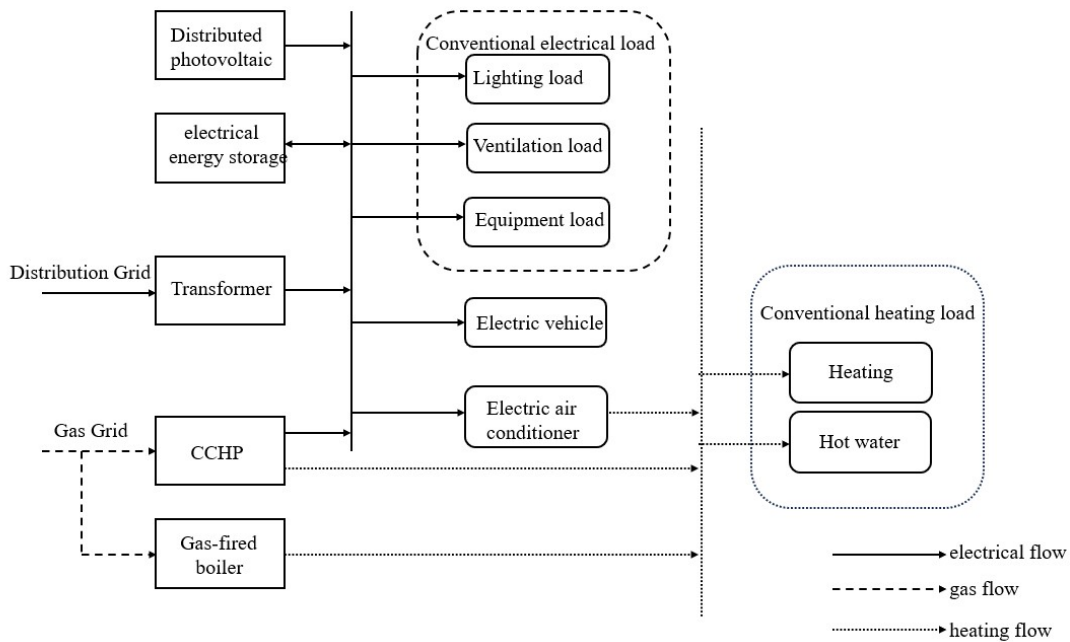 Distributed
photovoltaic
Conventional electrical load
Lighting load
electrical
energy storage
Ventilation load
Equipment load
Distribution Grid
Transformer
Electric vehicle
Conventional heating load
Heating
Electric air
conditioner
Hot water
Gas Grid
CCHP
Gas-fired
boiler
electrical flow
gas flow
heating flow